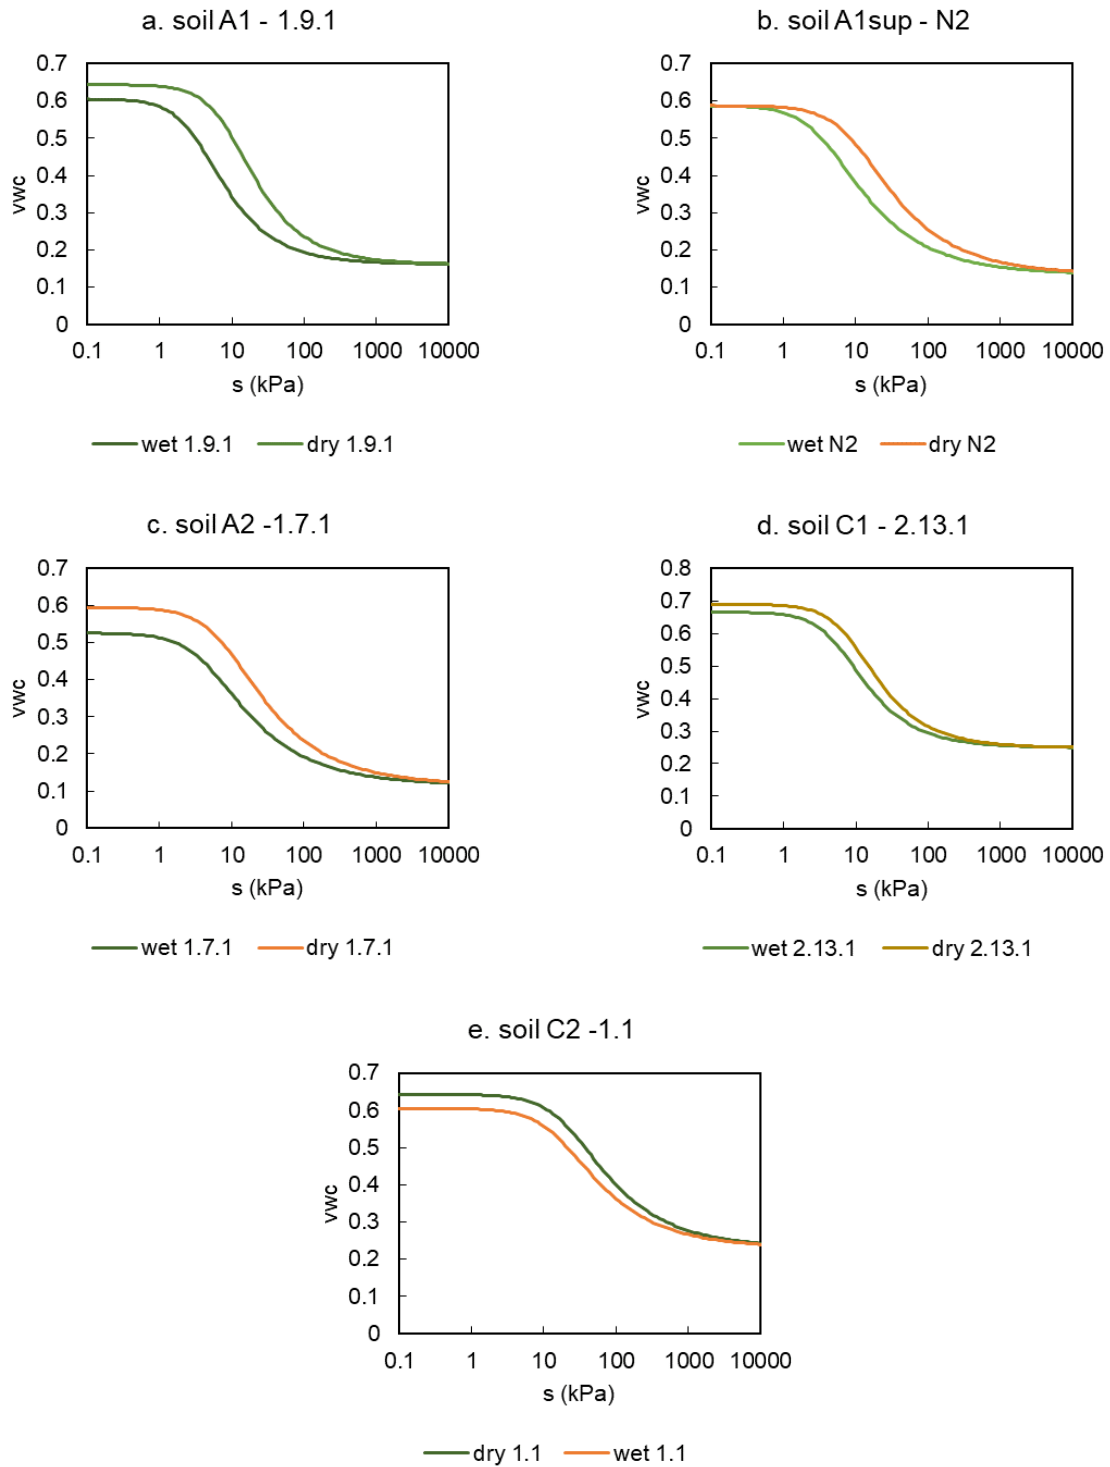 a. soil A1 - 1.9.1
0.7
0.6
0.5
0.4
0.3
0.2
0.1
0
vwc
0.1 1 10 100 1000 10000
s (kPa)
wet 1.9.1 dry 1.9.1
b. soil A1sup - N2
0.7
0.6
0.5
0.4
0.3
0.2
0.1
0
vwc
0.1 1 10 100 1000 10000
s (kPa)
wet N2 dry N2
c. soil A2 -1.7.1
0.7
0.6
0.5
0.4
0.3
0.2
0.1
0
vwc
0.1 1 10 100 1000 10000
s (kPa)
wet 1.7.1 dry 1.7.1
d. soil C1 - 2.13.1
0.8
0.7
0.6
0.5
0.4
0.3
0.2
0.1
0
vwc
0.1 1 10 100 1000 10000
s (kPa)
wet 2.13.1 dry 2.13.1
e. soil C2 -1.1
0.7
0.6
0.5
0.4
0.3
0.2
0.1
0
vwc
0.1 1 10 100 1000 10000
s (kPa)
dry 1.1 wet 1.1